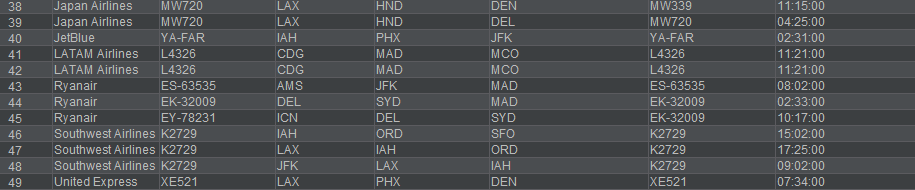 38 Japan Airlines MW720 LAX HND DEN MW339 11:15:00
39 Japan Airlines MW720 LAX HND DEL MW720 04:25:00
40 JetBlue YA-FAR IAH PHX JFK YA-FAR 02:31:00
41 LATAM Airlines L4326 CDG MAD MCO L4326 11:21:00
42 LATAM Airlines L4326 CDG MAD MCO L4326 11:21:00
43 Ryanair ES-63535 AMS JFK MAD ES-63535 08:02:00
44 Ryanair EK-32009 DEL SYD MAD EK-32009 02:33:00
45 Ryanair EY-78231 ICN DEL SYD EK-32009 10:17:00
46 Southwest Airlines K2729 IAH ORD SFO K2729 15:02:00
47 Southwest Airlines K2729 LAX IAH ORD K2729 17:25:00
48 Southwest Airlines K2729 JFK LAX IAH K2729 09:02:00
49 United Express XE521 LAX PHX DEN XE521 07:34:00